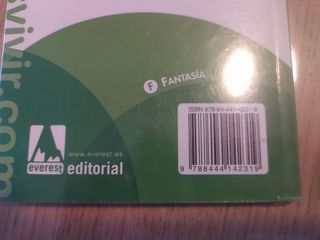 vivir.com
F FANTASÍA
ISBN 978-84-441-4231-9
9 788444 142319
www.everest.es
everest editorial